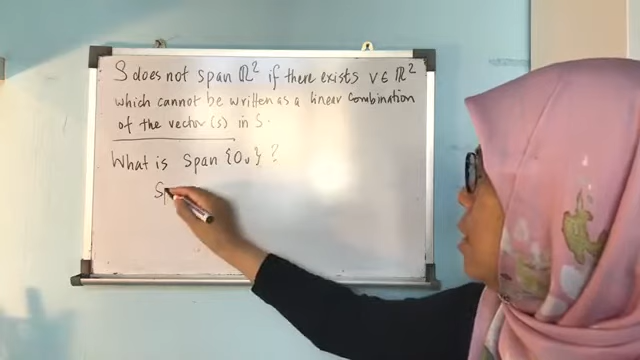 S does not span ℝ² if there exists v ∈ ℝ²
which cannot be written as a linear combination
of the vector(s) in S.
What is span {0ᵥ} ?
Sp